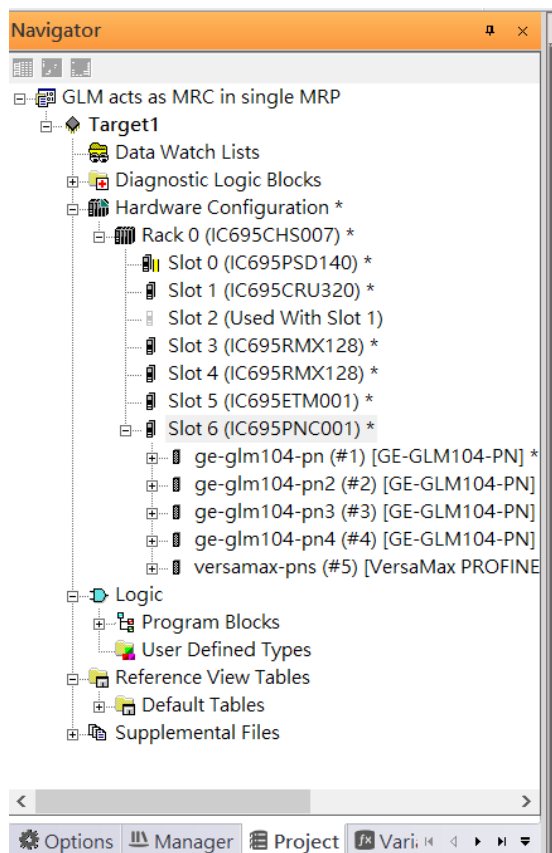 Navigator
GLM acts as MRC in single MRP
Target1
Data Watch Lists
Diagnostic Logic Blocks
Hardware Configuration *
Rack 0 (IC695CHS007) *
Slot 0 (IC695PSD140) *
Slot 1 (IC695CRU320) *
Slot 2 (Used With Slot 1)
Slot 3 (IC695RMX128) *
Slot 4 (IC695RMX128) *
Slot 5 (IC695ETM001) *
Slot 6 (IC695PNC001) *
ge-glm104-pn (#1) [GE-GLM104-PN] *
ge-glm104-pn2 (#2) [GE-GLM104-PN]
ge-glm104-pn3 (#3) [GE-GLM104-PN]
ge-glm104-pn4 (#4) [GE-GLM104-PN]
versamax-pns (#5) [VersaMax PROFINE
Logic
Program Blocks
User Defined Types
Reference View Tables
Default Tables
Supplemental Files
Options Manager Project Vari